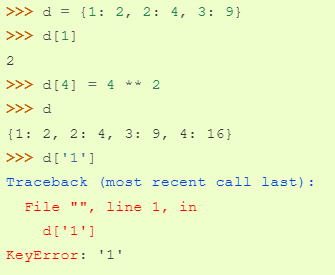 >>> d = {1: 2, 2: 4, 3: 9}
>>> d[1]
2
>>> d[4] = 4 ** 2
>>> d
{1: 2, 2: 4, 3: 9, 4: 16}
>>> d['1']
Traceback (most recent call last):
  File "", line 1, in
    d['1']
KeyError: '1'